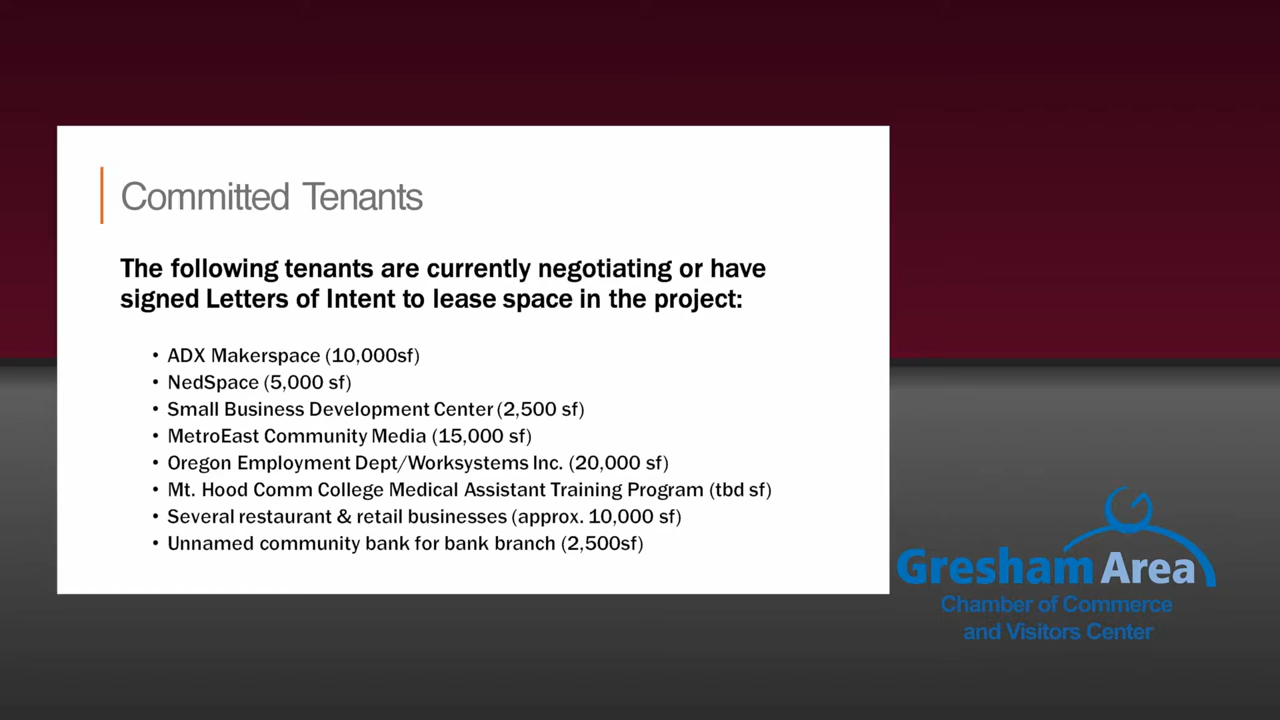 Committed Tenants
The following tenants are currently negotiating or have
signed Letters of Intent to lease space in the project:
• ADX Makerspace (10,000sf)
• NedSpace (5,000 sf)
• Small Business Development Center (2,500 sf)
• MetroEast Community Media (15,000 sf)
• Oregon Employment Dept/Worksystems Inc. (20,000 sf)
• Mt. Hood Comm College Medical Assistant Training Program (tbd sf)
• Several restaurant & retail businesses (approx. 10,000 sf)
• Unnamed community bank for bank branch (2,500sf)
Gresham Area
Chamber of Commerce
and Visitors Center